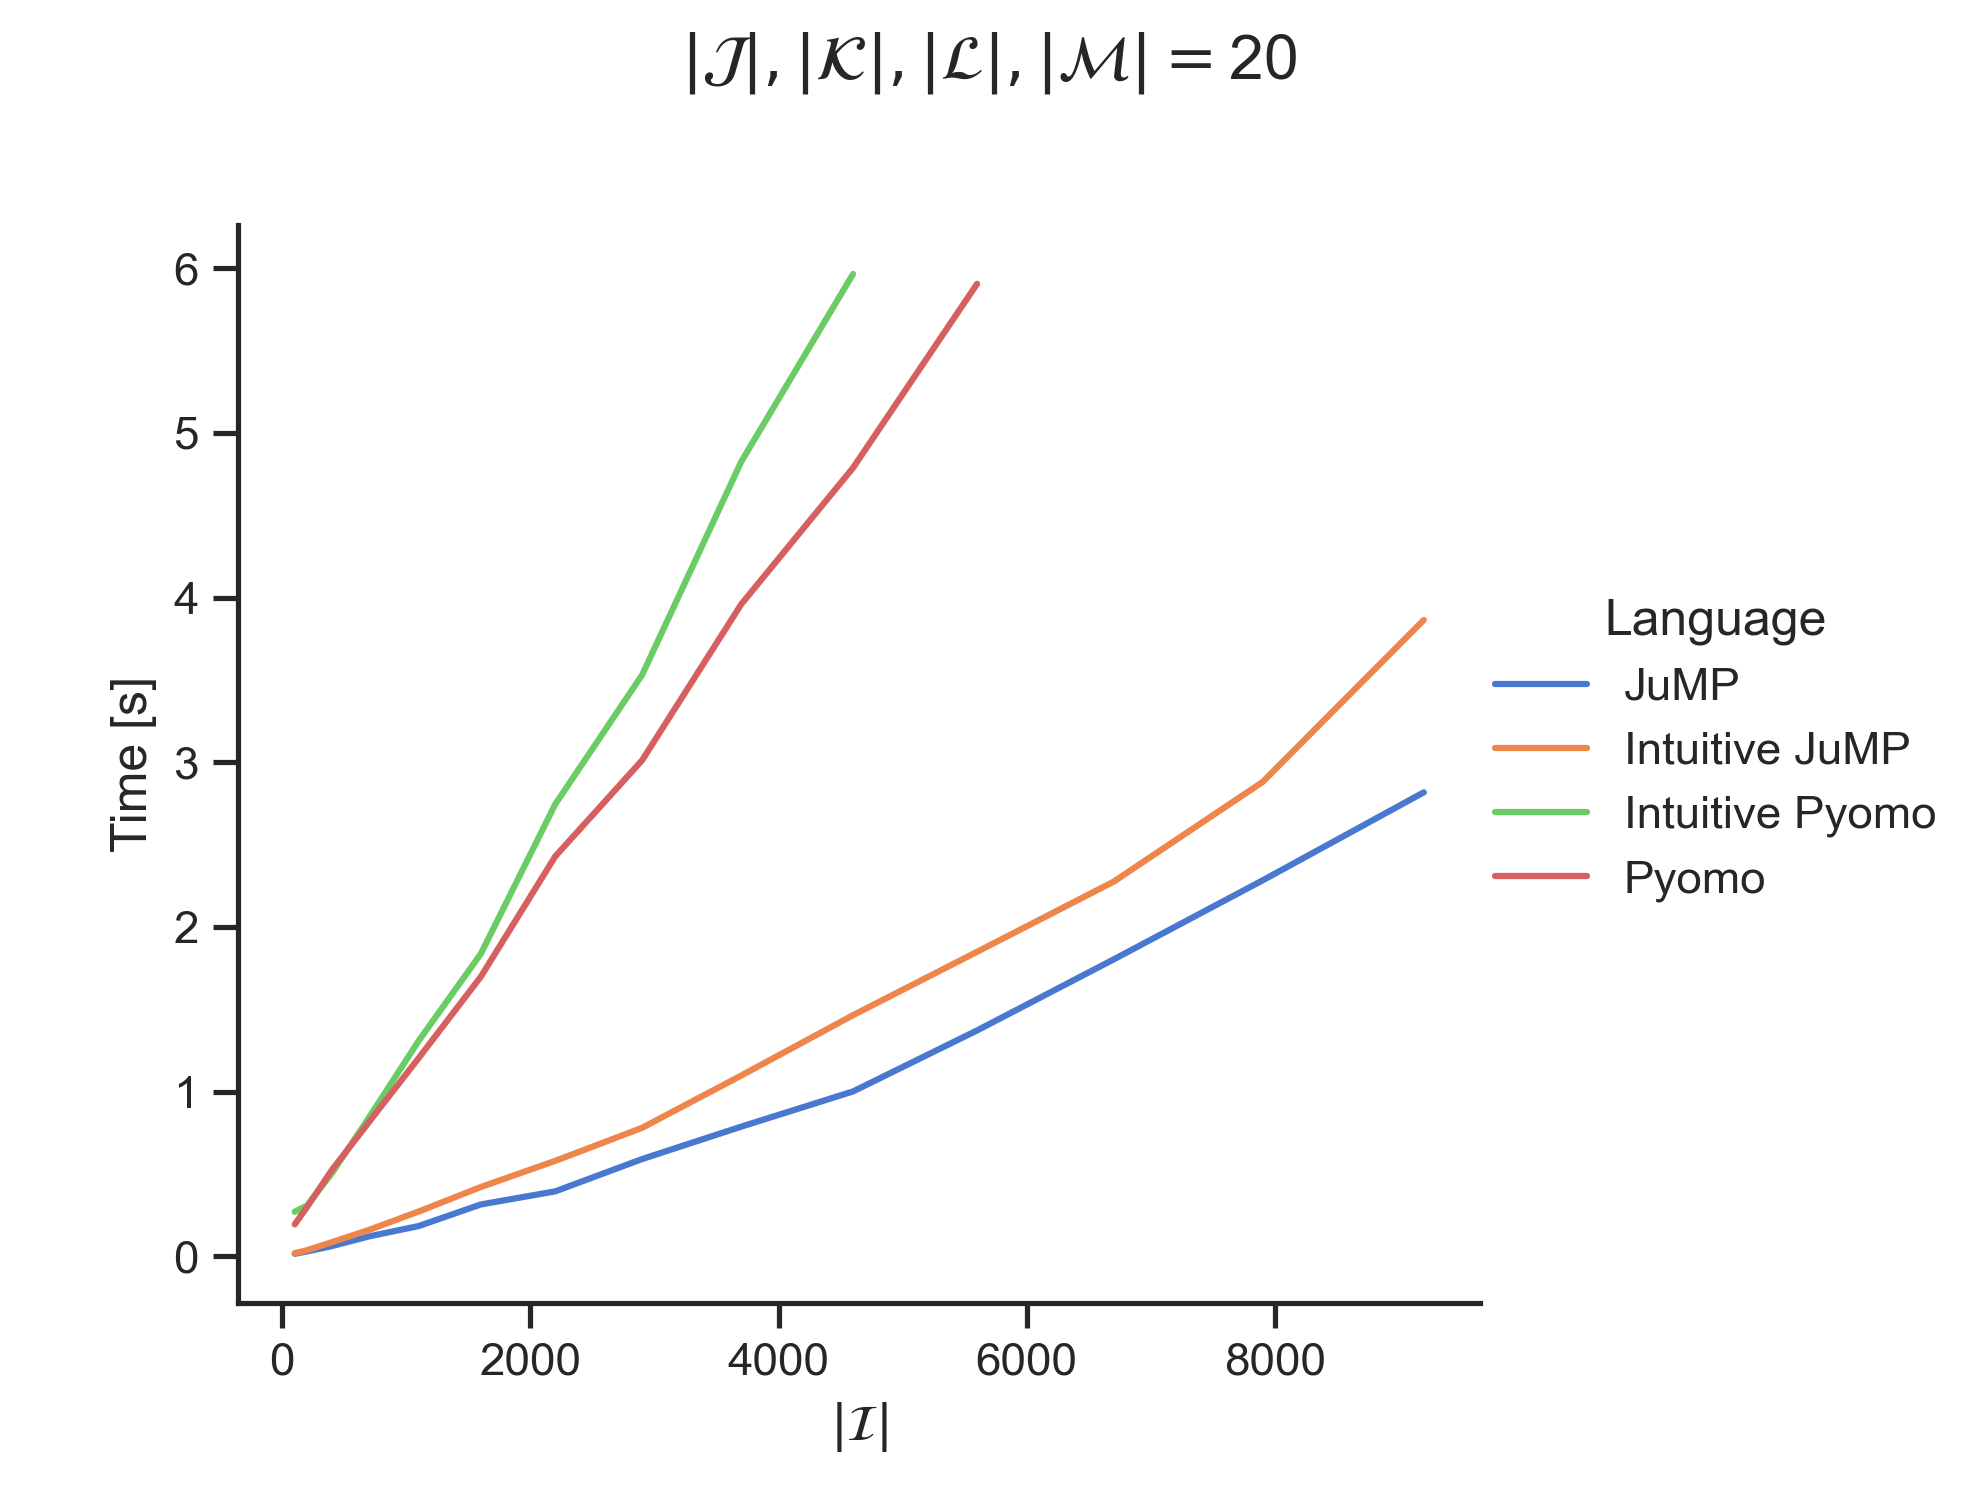 |𝒥|, |𝒦|, |ℒ|, |ℳ| = 20
6
5
4
3
2
1
0
Time [s]
0 2000 4000 6000 8000
|ℐ|
Language
JuMP
Intuitive JuMP
Intuitive Pyomo
Pyomo